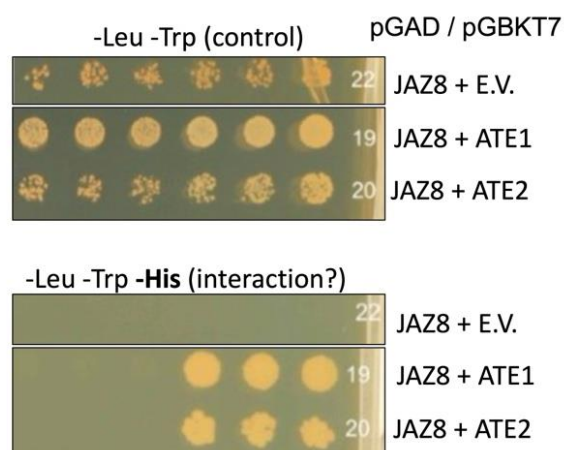 -Leu -Trp (control) pGAD / pGBKT7
22 JAZ8 + E.V.
19 JAZ8 + ATE1
20 JAZ8 + ATE2
-Leu -Trp -His (interaction?)
22 JAZ8 + E.V.
19 JAZ8 + ATE1
20 JAZ8 + ATE2